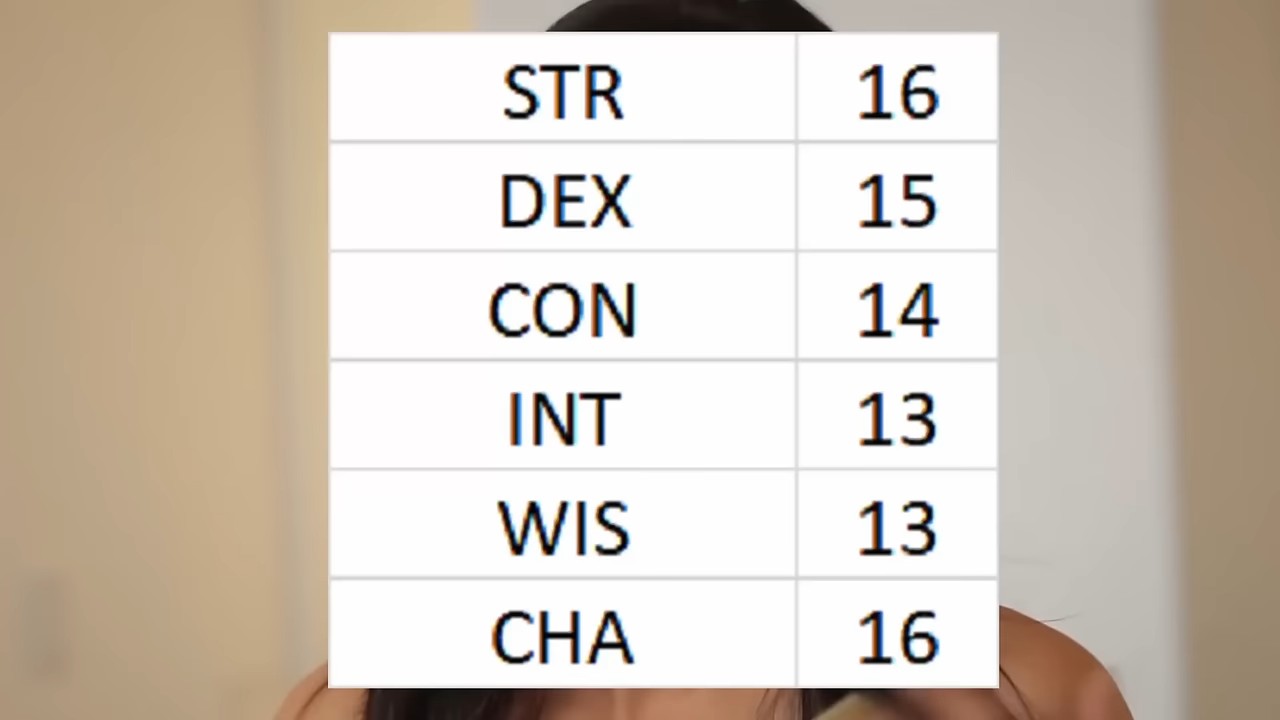 STR 16
DEX 15
CON 14
INT 13
WIS 13
CHA 16